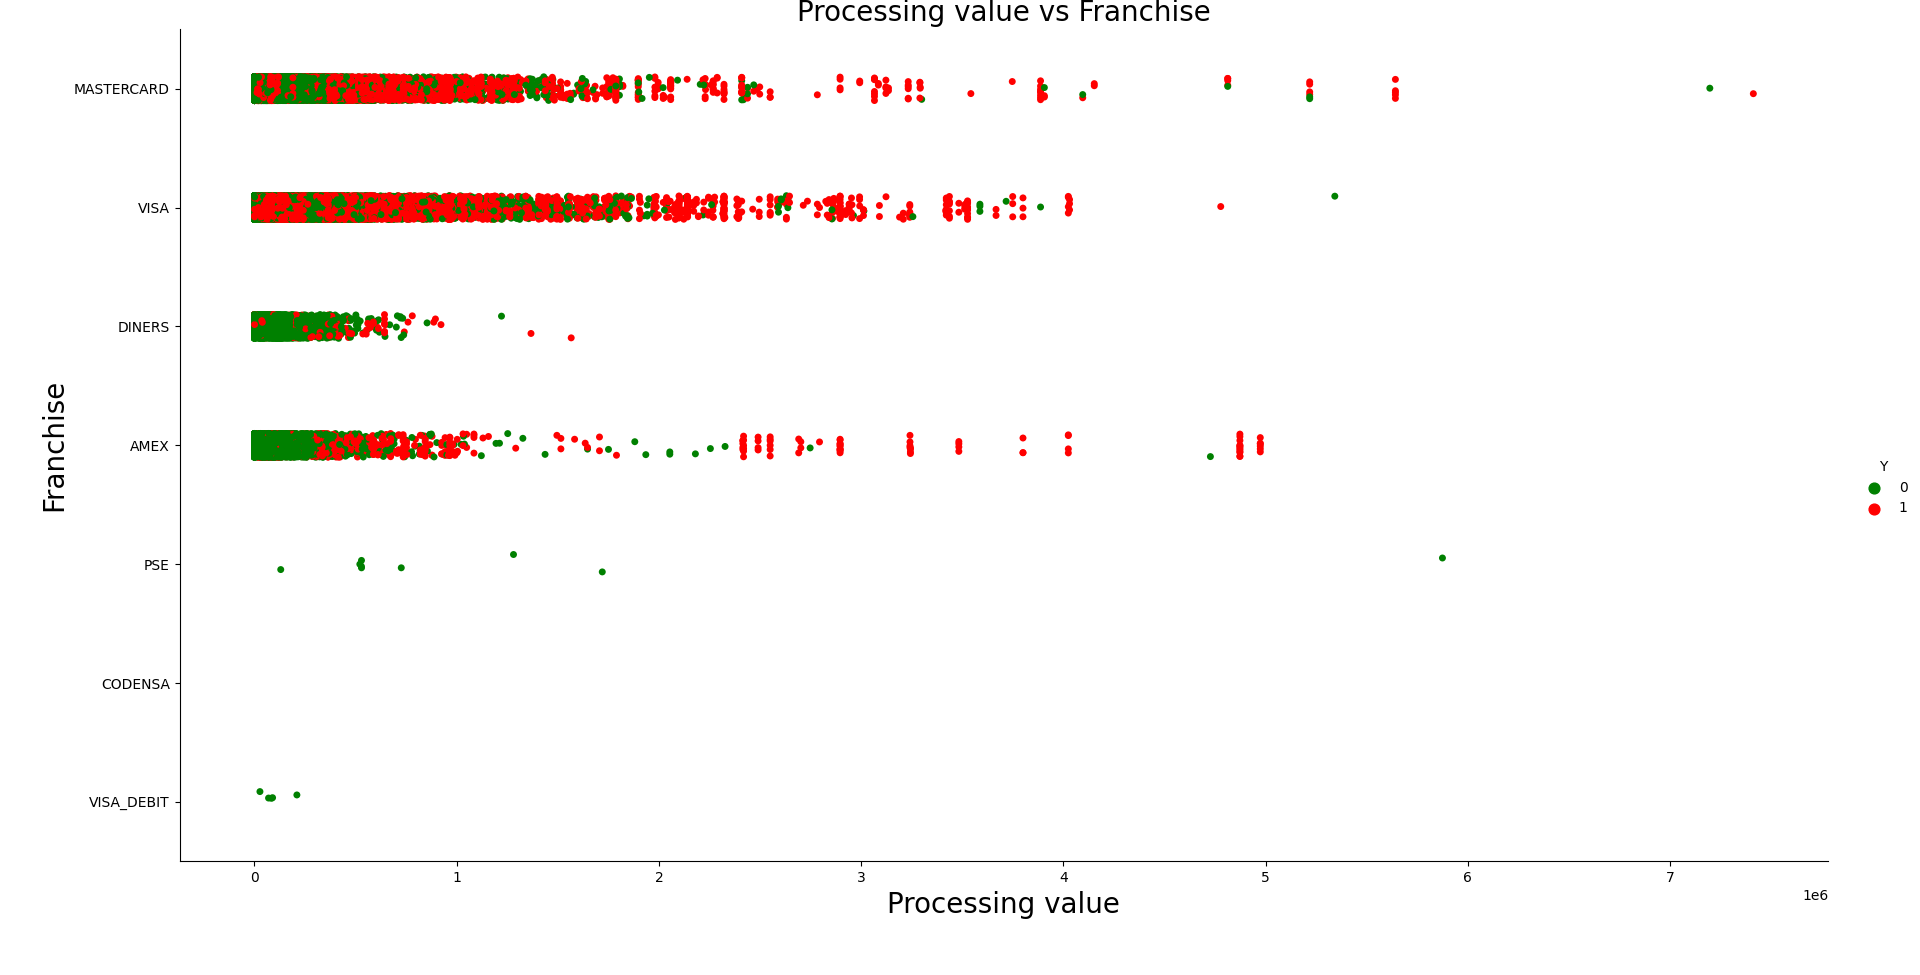 Processing value vs Franchise
MASTERCARD
VISA
DINERS
AMEX
PSE
CODENSA
VISA_DEBIT
Franchise
0 1 2 3 4 5 6 7
1e6
Processing value
Y
0
1